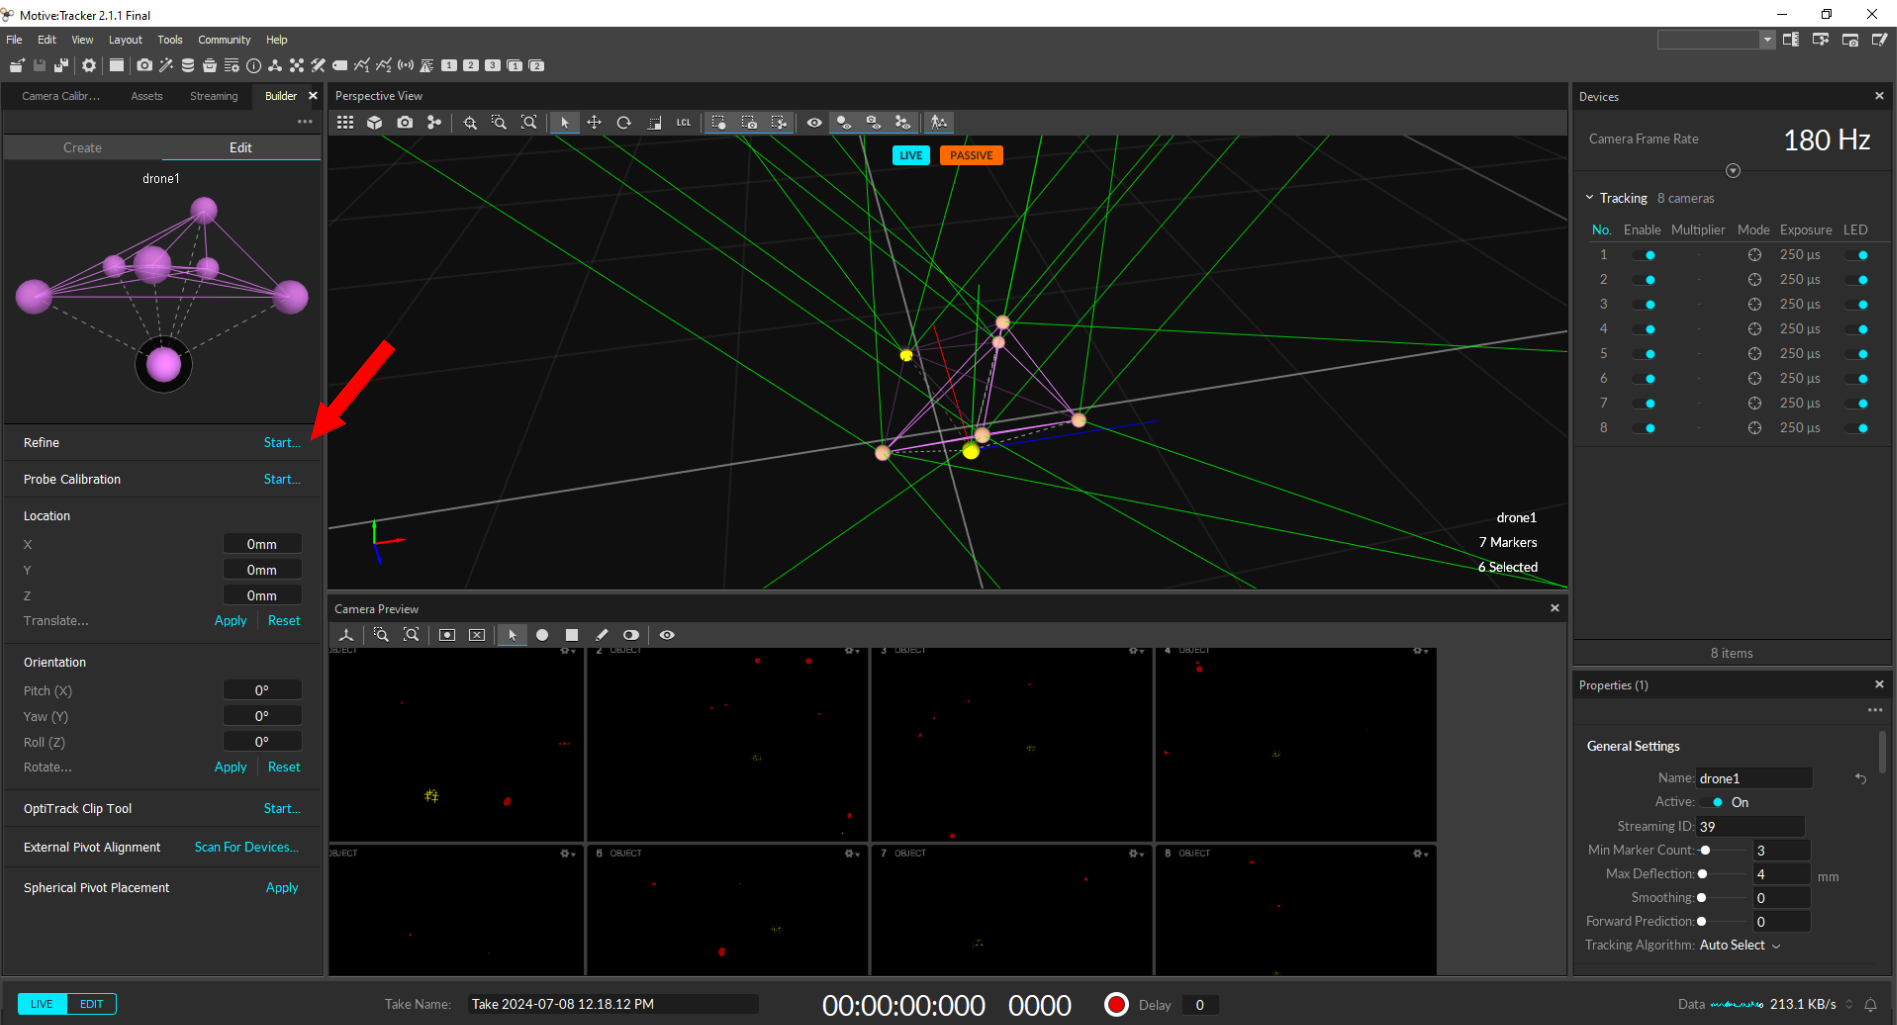 Motive:Tracker 2.1.1 Final
File Edit View Layout Tools Community Help
1 2 3 1 2
Camera Calibr... Assets Streaming Builder
Create Edit
drone1
Refine Start...
Probe Calibration Start...
Location
X 0mm
Y 0mm
Z 0mm
Translate... Apply Reset
Orientation
Pitch (X) 0°
Yaw (Y) 0°
Roll (Z) 0°
Rotate... Apply Reset
OptiTrack Clip Tool Start...
External Pivot Alignment Scan For Devices...
Spherical Pivot Placement Apply
Perspective View
LCL
LIVE PASSIVE
drone1
7 Markers
6 Selected
Camera Preview
OBJECT 2 OBJECT 3 OBJECT 4 OBJECT
OBJECT 6 OBJECT 7 OBJECT 8 OBJECT
Devices
Camera Frame Rate 180 Hz
Tracking 8 cameras
No. Enable Multiplier Mode Exposure LED
1 - 250 µs
2 - 250 µs
3 - 250 µs
4 - 250 µs
5 - 250 µs
6 - 250 µs
7 - 250 µs
8 - 250 µs
8 items
Properties (1)
General Settings
Name: drone1
Active: On
Streaming ID: 39
Min Marker Count: 3
Max Deflection: 4 mm
Smoothing: 0
Forward Prediction: 0
Tracking Algorithm: Auto Select
LIVE EDIT
Take Name: Take 2024-07-08 12.18.12 PM
00:00:00:000 0000
Delay 0
Data 213.1 KB/s